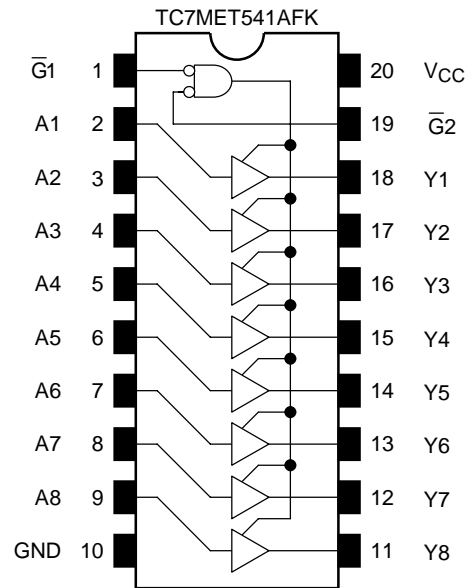 TC7MET541AFK
G̅1 1 20 VCC
A1 2 19 G̅2
A2 3 18 Y1
A3 4 17 Y2
A4 5 16 Y3
A5 6 15 Y4
A6 7 14 Y5
A7 8 13 Y6
A8 9 12 Y7
GND 10 11 Y8